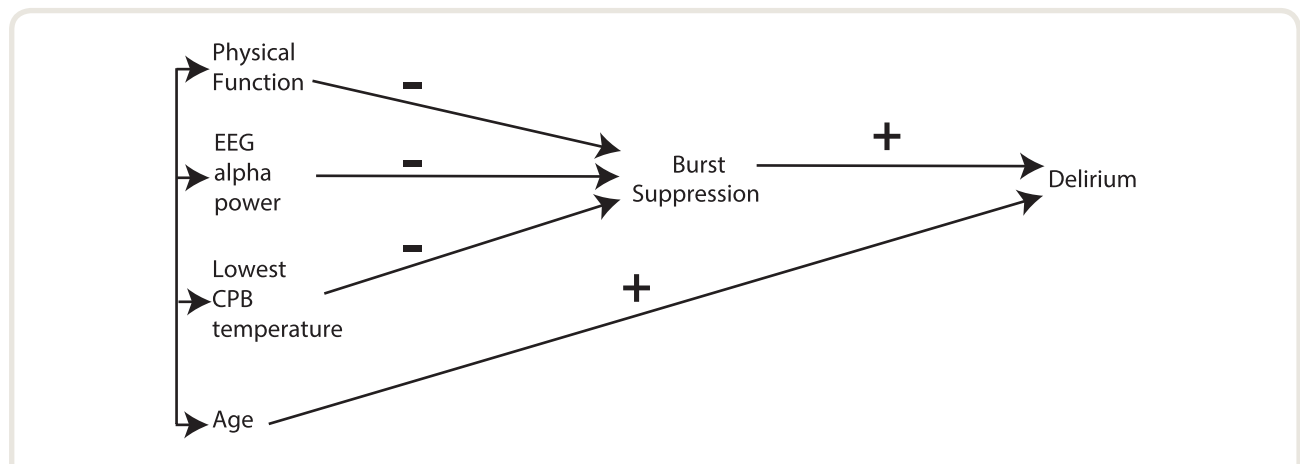 Physical
Function
-
EEG
alpha
power
-
Lowest
CPB
temperature
-
Age
+
Burst
Suppression
+
Delirium